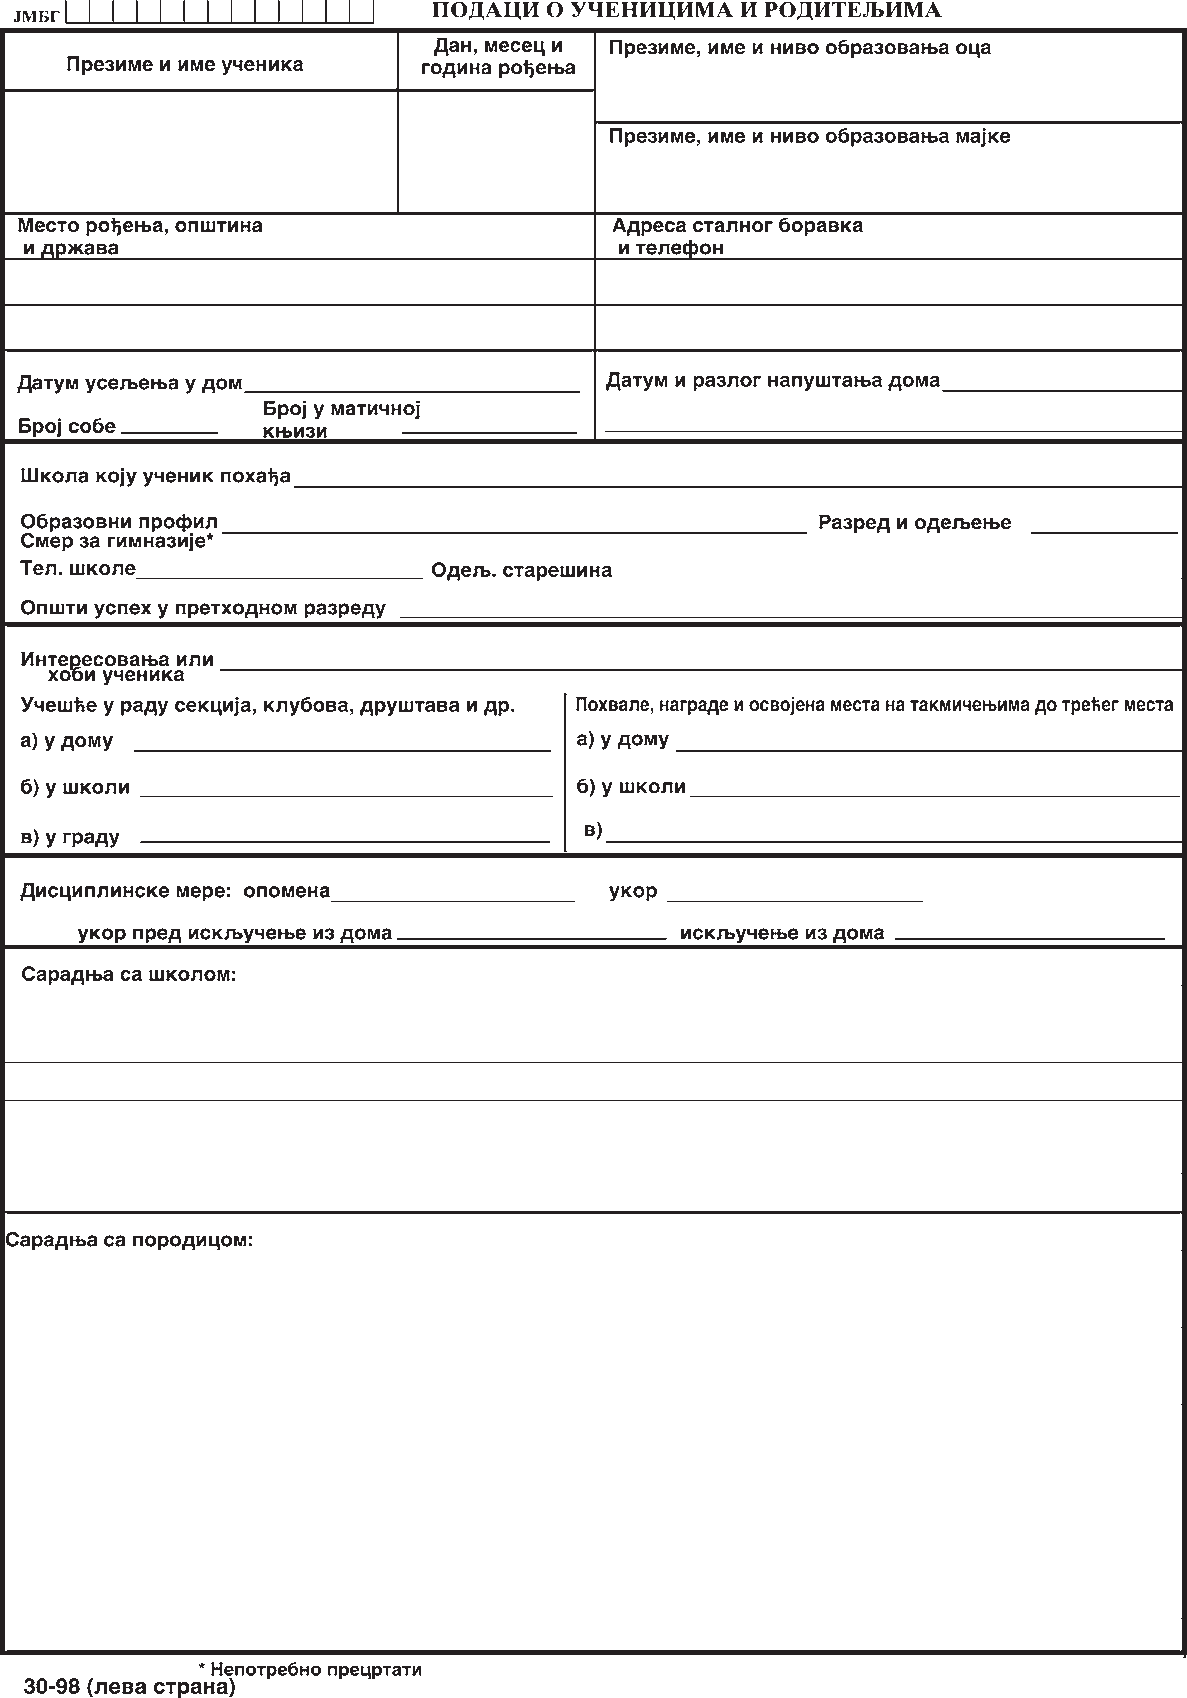 ЈМБГ ПОДАЦИ О УЧЕНИЦИМА И РОДИТЕЉИМА
Презиме и име ученика
Дан, месец и
година рођења
Презиме, име и ниво образовања оца
Презиме, име и ниво образовања мајке
Место рођења, општина
и држава
Адреса сталног боравка
и телефон
Датум усељења у дом
Број собе
Број у матичној
књизи
Датум и разлог напуштања дома
Школа коју ученик похађа
Образовни профил
Смер за гимназије*
Разред и одељење
Тел. школе Одељ. старешина
Општи успех у претходном разреду
Интересовања или
хоби ученика
Учешће у раду секција, клубова, друштава и др.
а) у дому
б) у школи
в) у граду
Похвале, награде и освојена места на такмичењима до трећег места
а) у дому
б) у школи
в)
Дисциплинске мере: опомена укор
укор пред искључење из дома искључење из дома
Сарадња са школом:
Сарадња са породицом:
* Непотребно прецртати
30-98 (лева страна)